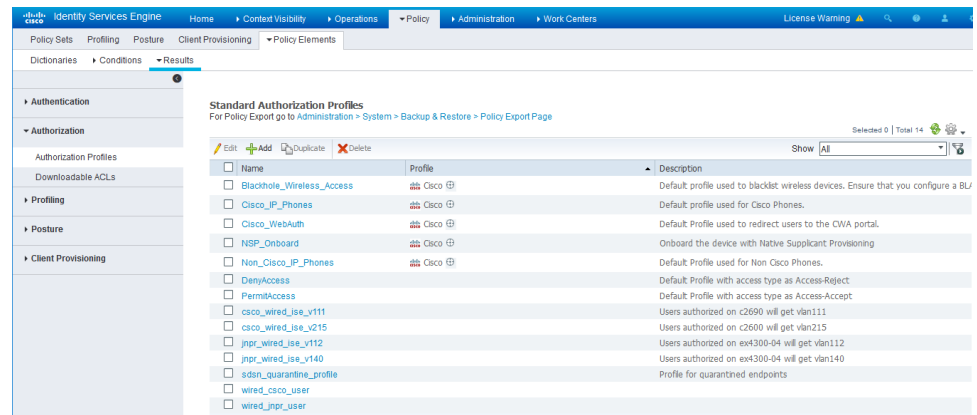 cisco Identity Services Engine Home Context Visibility Operations Policy Administration Work Centers License Warning
Policy Sets Profiling Posture Client Provisioning Policy Elements
Dictionaries Conditions Results
Authentication
Authorization
Authorization Profiles
Downloadable ACLs
Profiling
Posture
Client Provisioning
Standard Authorization Profiles
For Policy Export go to Administration > System > Backup & Restore > Policy Export Page
Selected 0 | Total 14
Edit Add Duplicate Delete Show All
Name Profile Description
Blackhole_Wireless_Access Cisco Default profile used to blacklist wireless devices. Ensure that you configure a BLA
Cisco_IP_Phones Cisco Default profile used for Cisco Phones.
Cisco_WebAuth Cisco Default Profile used to redirect users to the CWA portal.
NSP_Onboard Cisco Onboard the device with Native Supplicant Provisioning
Non_Cisco_IP_Phones Cisco Default Profile used for Non Cisco Phones.
DenyAccess Default Profile with access type as Access-Reject
PermitAccess Default Profile with access type as Access-Accept
csco_wired_ise_v111 Users authorized on c2690 will get vlan111
csco_wired_ise_v215 Users authorized on c2600 will get vlan215
jnpr_wired_ise_v112 Users authorized on ex4300-04 will get vlan112
jnpr_wired_ise_v140 Users authorized on ex4300-04 will get vlan140
sdsn_quarantine_profile Profile for quarantined endpoints
wired_csco_user
wired_jnpr_user